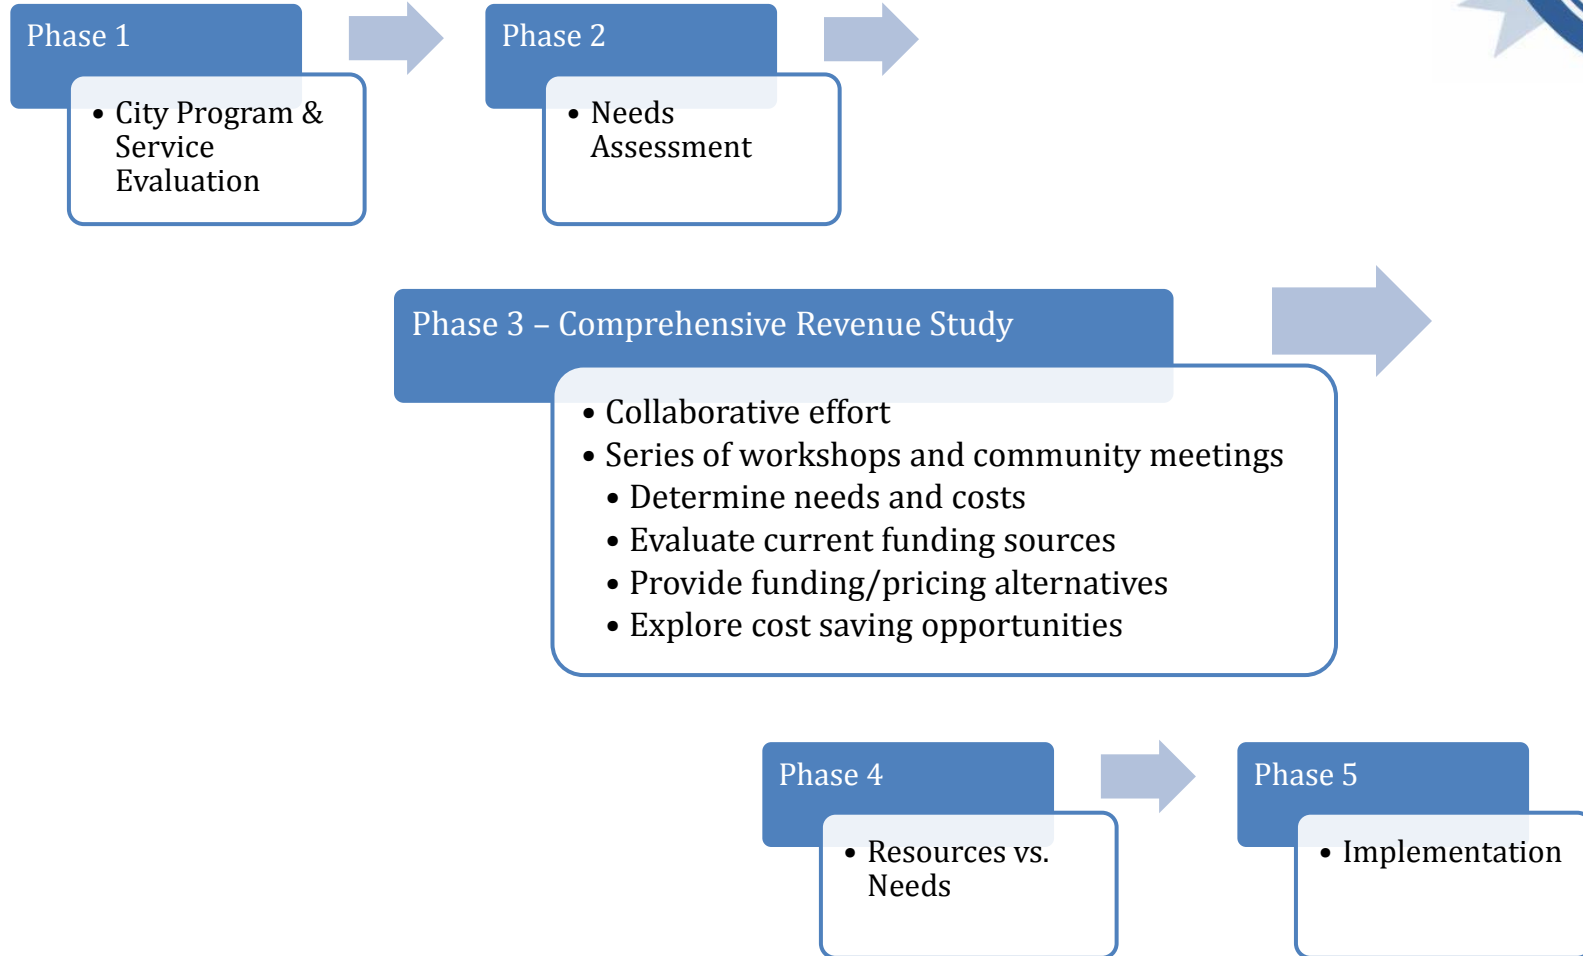 Phase 1
• City Program &
Service
Evaluation
Phase 2
• Needs
Assessment
Phase 3 – Comprehensive Revenue Study
• Collaborative effort
• Series of workshops and community meetings
• Determine needs and costs
• Evaluate current funding sources
• Provide funding/pricing alternatives
• Explore cost saving opportunities
Phase 4
• Resources vs.
Needs
Phase 5
• Implementation